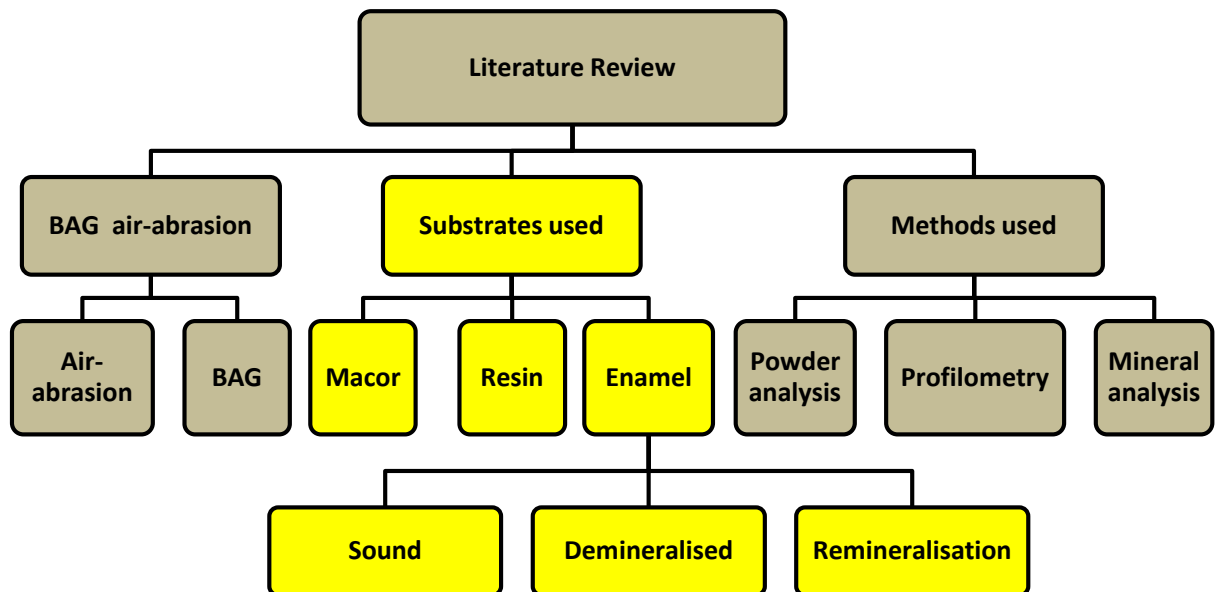 Literature Review
BAG air-abrasion
Substrates used
Methods used
Air-
abrasion
BAG
Macor
Resin
Enamel
Powder
analysis
Profilometry
Mineral
analysis
Sound
Demineralised
Remineralisation